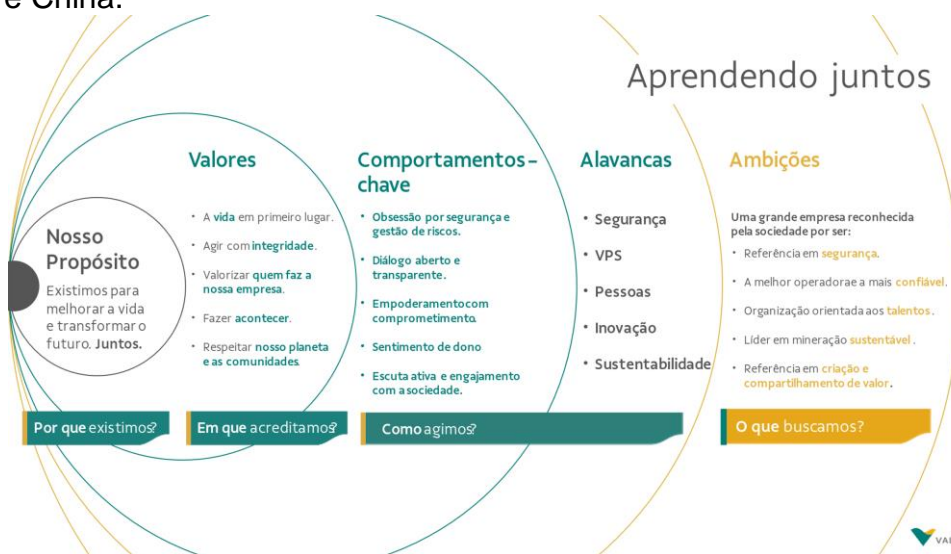 e China.
Aprendendo juntos
Nosso
Propósito
Existimos para
melhorar a vida
e transformar o
futuro. Juntos.
Por que existimos?
Valores
• A vida em primeiro lugar.
• Agir com integridade.
• Valorizar quem faz a
nossa empresa.
• Fazer acontecer.
• Respeitar nosso planeta
e as comunidades.
Em que acreditamos?
Comportamentos-
chave
• Obsessão por segurança e
gestão de riscos.
• Diálogo aberto e
transparente.
• Empoderamento com
comprometimento.
• Sentimento de dono
• Escuta ativa e engajamento
com a sociedade.
Como agimos?
Alavancas
• Segurança
• VPS
• Pessoas
• Inovação
• Sustentabilidade
Ambições
Uma grande empresa reconhecida
pela sociedade por ser:
• Referência em segurança.
• A melhor operadora e a mais confiável.
• Organização orientada aos talentos.
• Líder em mineração sustentável.
• Referência em criação e
compartilhamento de valor.
O que buscamos?